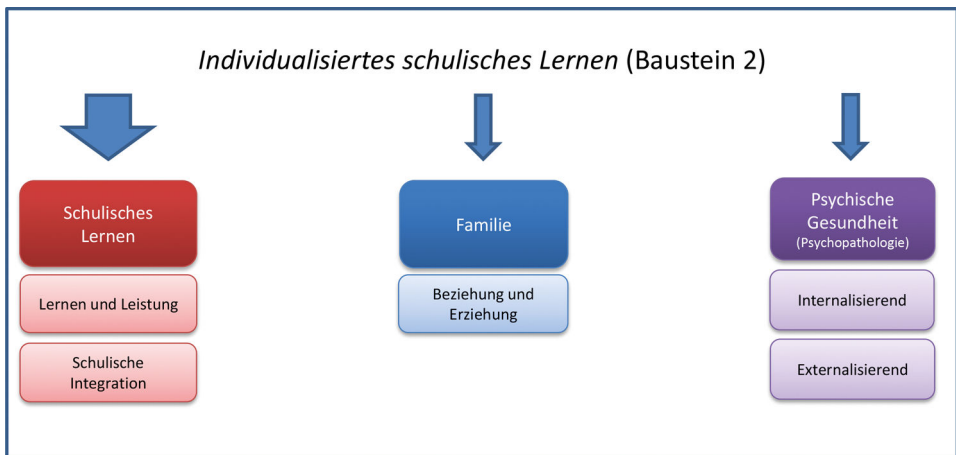 Individualisiertes schulisches Lernen (Baustein 2)
Schulisches
Lernen
Lernen und Leistung
Schulische
Integration
Familie
Beziehung und
Erziehung
Psychische
Gesundheit
(Psychopathologie)
Internalisierend
Externalisierend